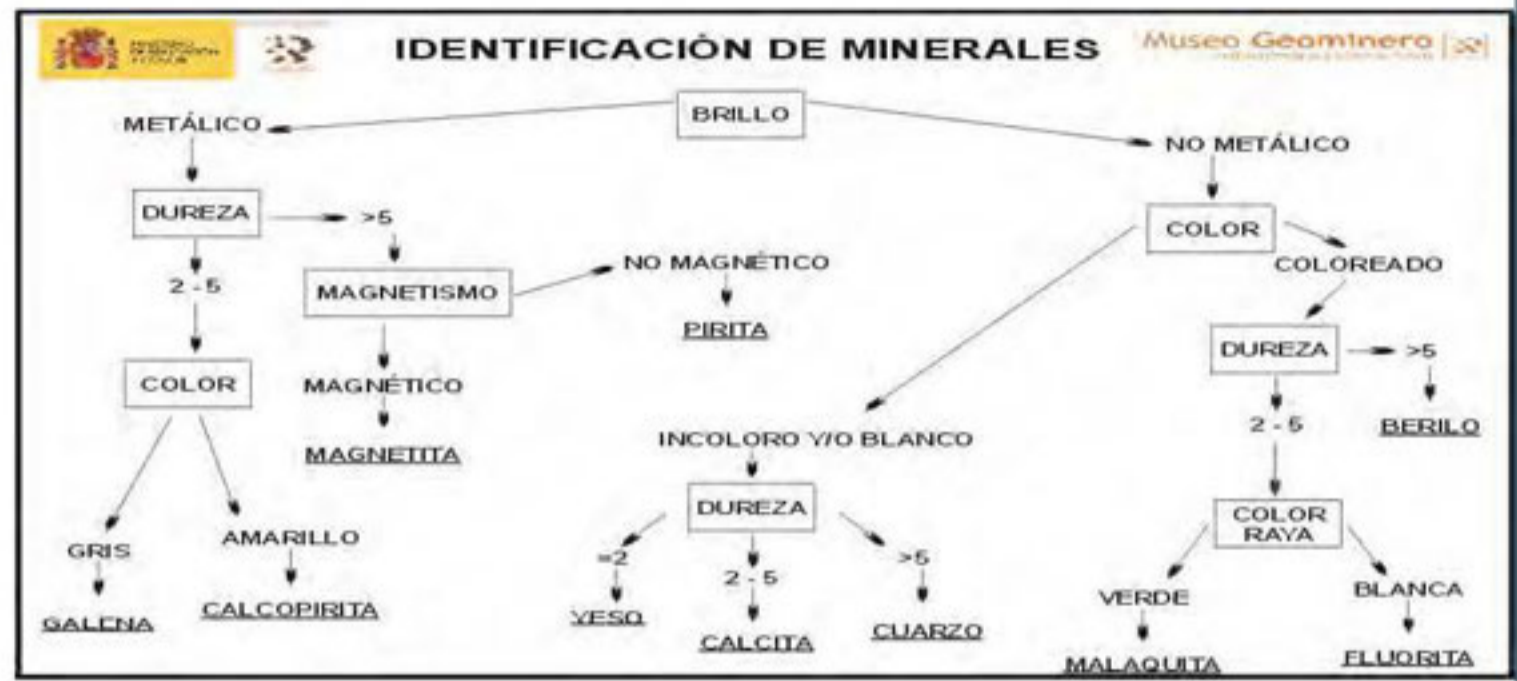 IDENTIFICACIÓN DE MINERALES
Museo Geominero
BRILLO
METÁLICO
NO METÁLICO
DUREZA
>5
COLOR
NO MAGNÉTICO
COLOREADO
2 - 5
MAGNETISMO
PIRITA
DUREZA
>5
COLOR
MAGNÉTICO
2 - 5
BERILO
INCOLORO Y/O BLANCO
MAGNETITA
DUREZA
COLOR
RAYA
GRIS
AMARILLO
=2
2 - 5
>5
VERDE
BLANCA
GALENA
CALCOPIRITA
YESO
CALCITA
CUARZO
MALAQUITA
FLUORITA